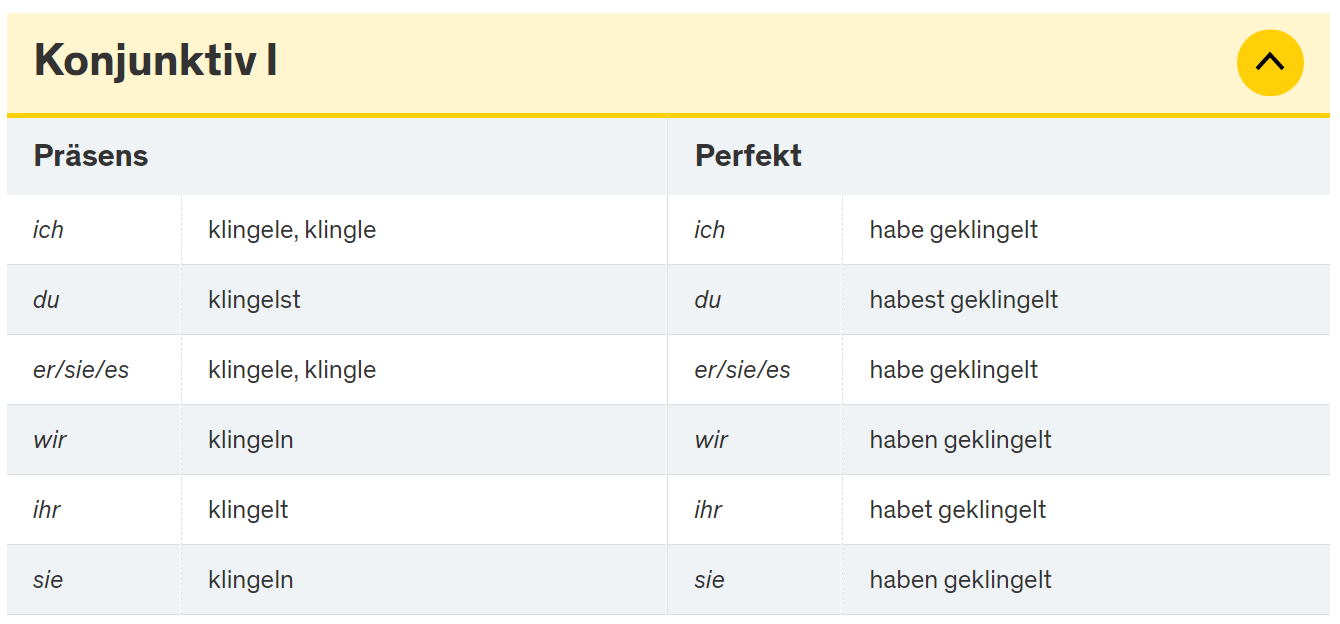 Konjunktiv I
Präsens Perfekt
ich klingele, klingle ich habe geklingelt
du klingelst du habest geklingelt
er/sie/es klingele, klingle er/sie/es habe geklingelt
wir klingeln wir haben geklingelt
ihr klingelt ihr habet geklingelt
sie klingeln sie haben geklingelt